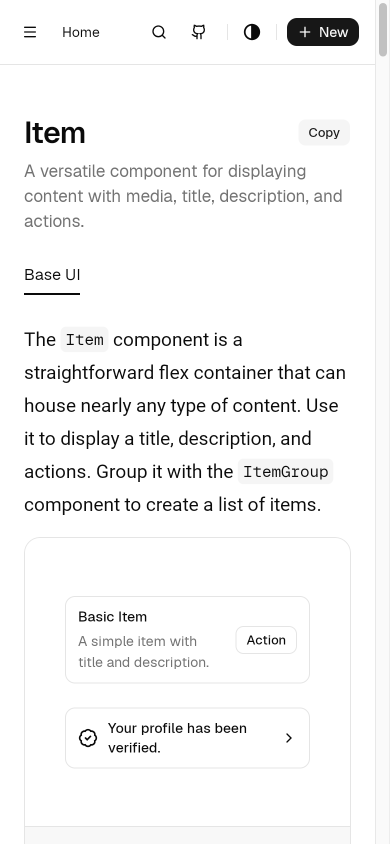 Home
New
Item
Copy
A versatile component for displaying
content with media, title, description, and
actions.
Base UI
The Item component is a
straightforward flex container that can
house nearly any type of content. Use
it to display a title, description, and
actions. Group it with the ItemGroup
component to create a list of items.
Basic Item
A simple item with
title and description.
Action
Your profile has been
verified.